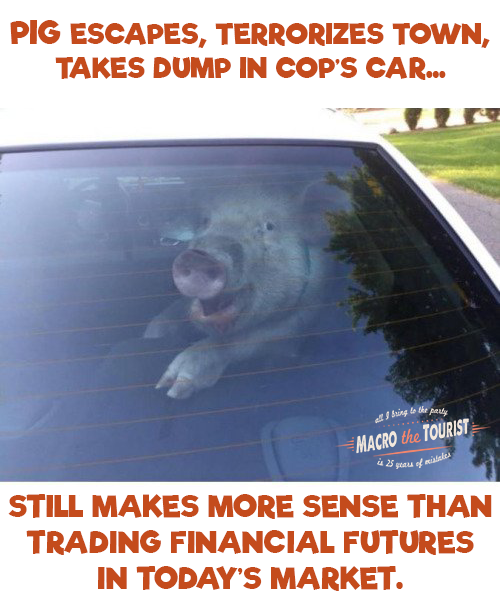 PIG ESCAPES, TERRORIZES TOWN,
TAKES DUMP IN COP'S CAR...
all I bring to the party
MACRO the TOURIST
is 25 years of mistakes
STILL MAKES MORE SENSE THAN
TRADING FINANCIAL FUTURES
IN TODAY'S MARKET.